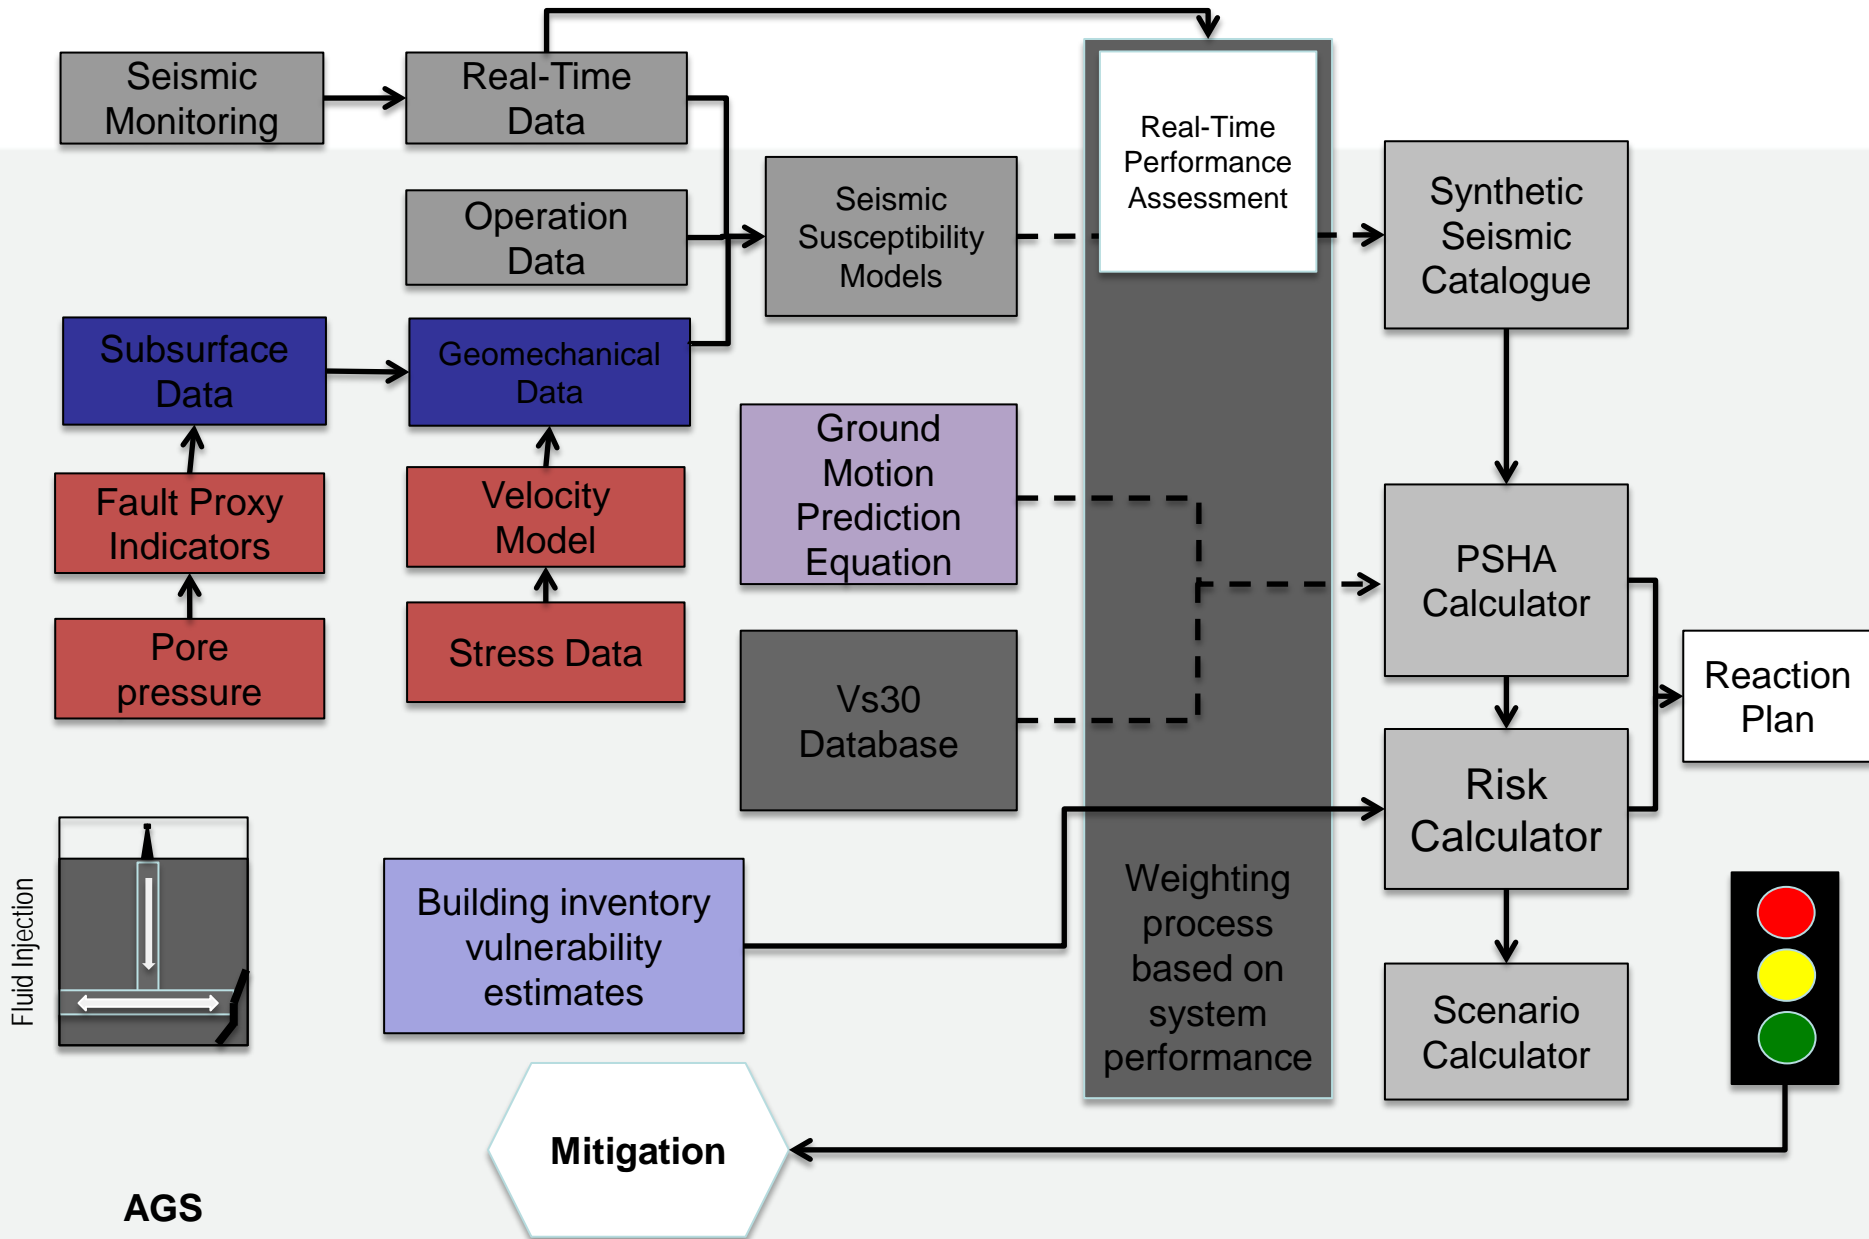 Seismic
Monitoring
Real-Time
Data
Real-Time
Performance
Assessment
Operation
Data
Seismic
Susceptibility
Models
Synthetic
Seismic
Catalogue
Subsurface
Data
Geomechanical
Data
Ground
Motion
Prediction
Equation
Fault Proxy
Indicators
Velocity
Model
PSHA
Calculator
Pore
pressure
Stress Data
Vs30
Database
Reaction
Plan
Risk
Calculator
Fluid Injection
Building inventory
vulnerability
estimates
Weighting
process
based on
system
performance
Scenario
Calculator
Mitigation
AGS